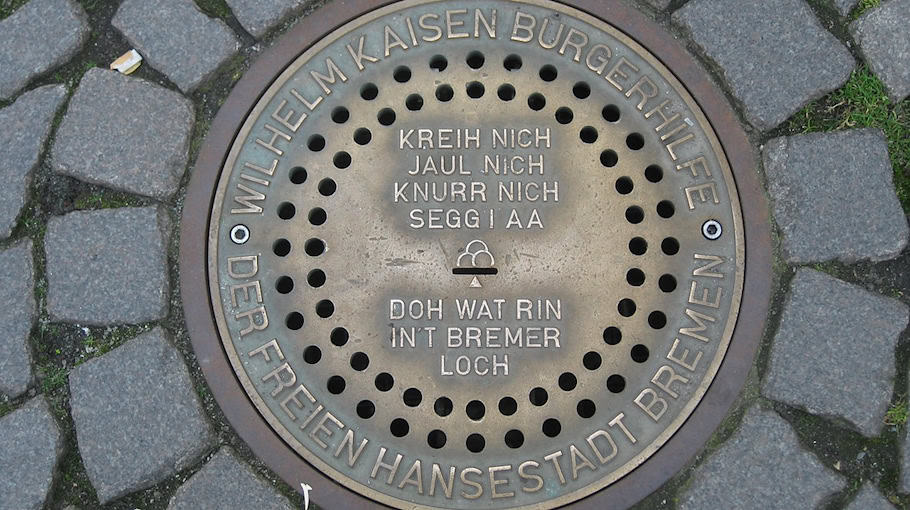 WILHELM KAISEN BÜRGERHILFE
KREIH NICH
JAUL NICH
KNURR NICH
SEGG I AA
DOH WAT RIN
IN'T BREMER
LOCH
DER FREIEN HANSESTADT BREMEN